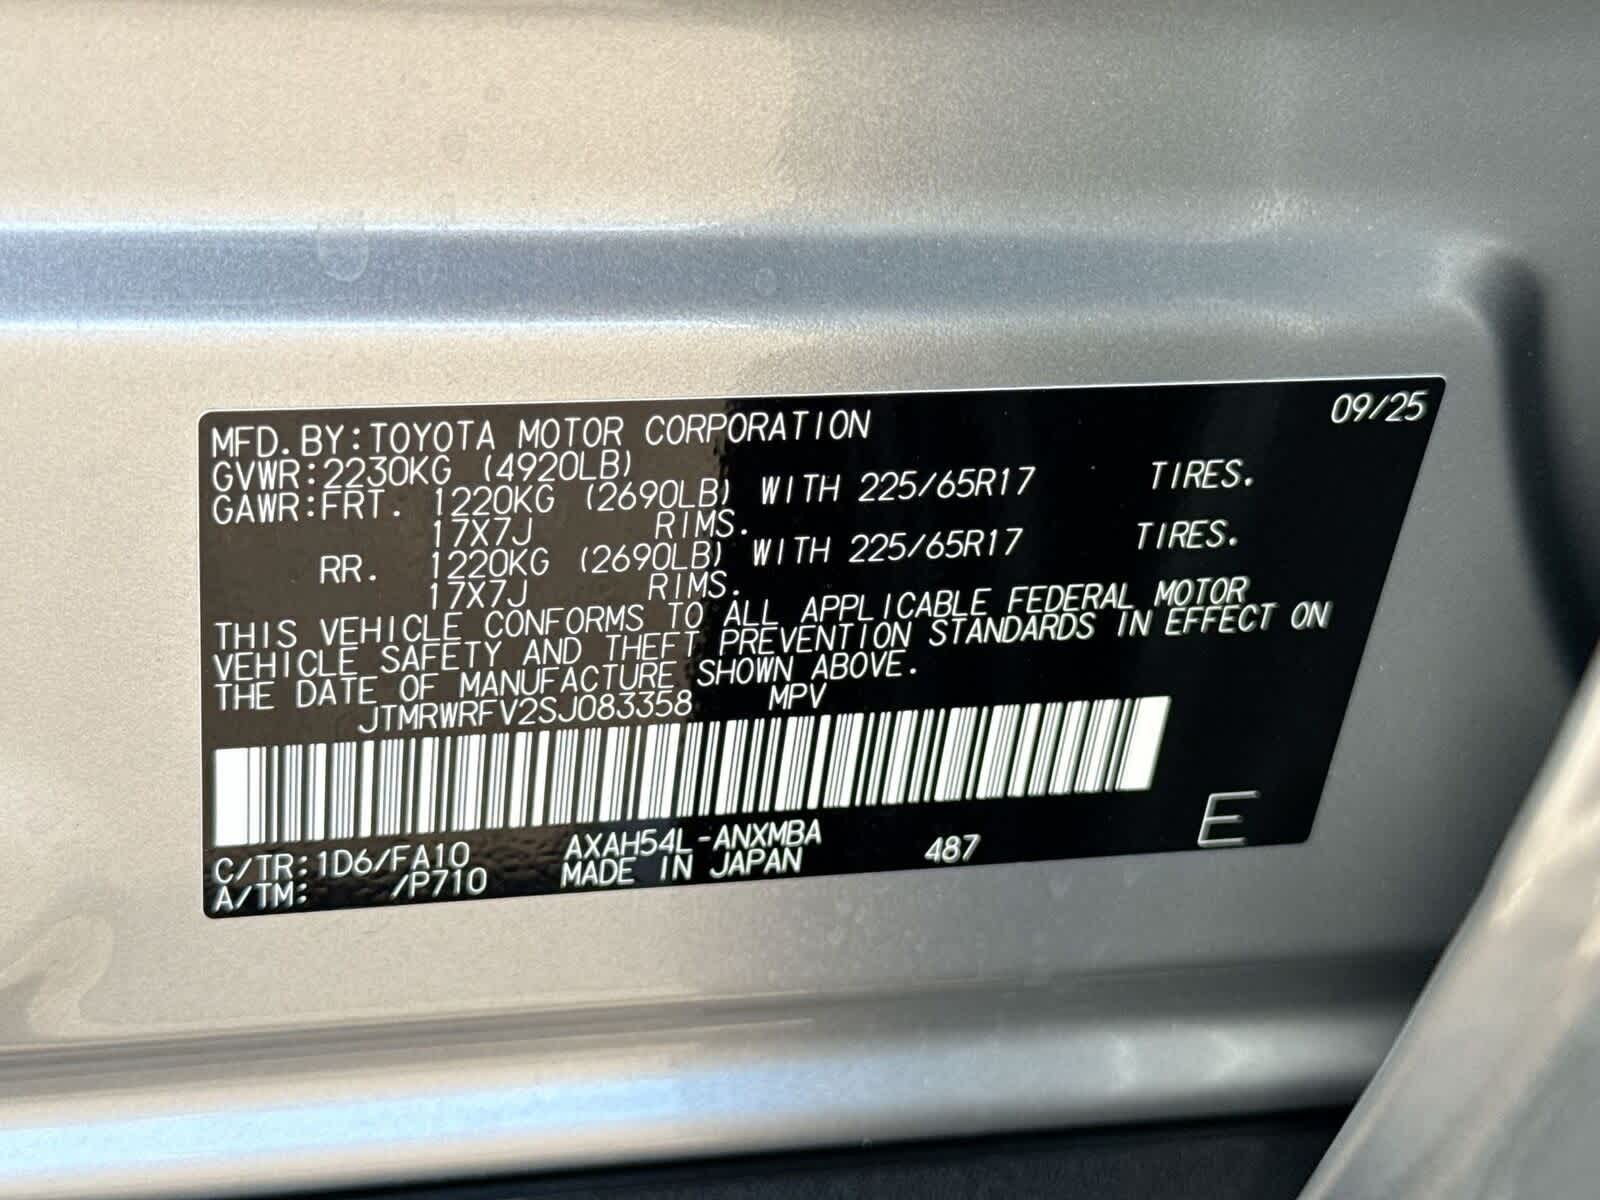 09/25
MFD.BY:TOYOTA MOTOR CORPORATION
GVWR:2230KG (4920LB)
GAWR:FRT. 1220KG (2690LB) WITH 225/65R17 TIRES.
17X7J RIMS.
RR. 1220KG (2690LB) WITH 225/65R17 TIRES.
17X7J RIMS.
THIS VEHICLE CONFORMS TO ALL APPLICABLE FEDERAL MOTOR
VEHICLE SAFETY AND THEFT PREVENTION STANDARDS IN EFFECT ON
THE DATE OF MANUFACTURE SHOWN ABOVE.
JTMRWRFV2SJ083358 MPV
C/TR:1D6/FA10 AXAH54L-ANXMBA 487 E
A/TM: /P710 MADE IN JAPAN